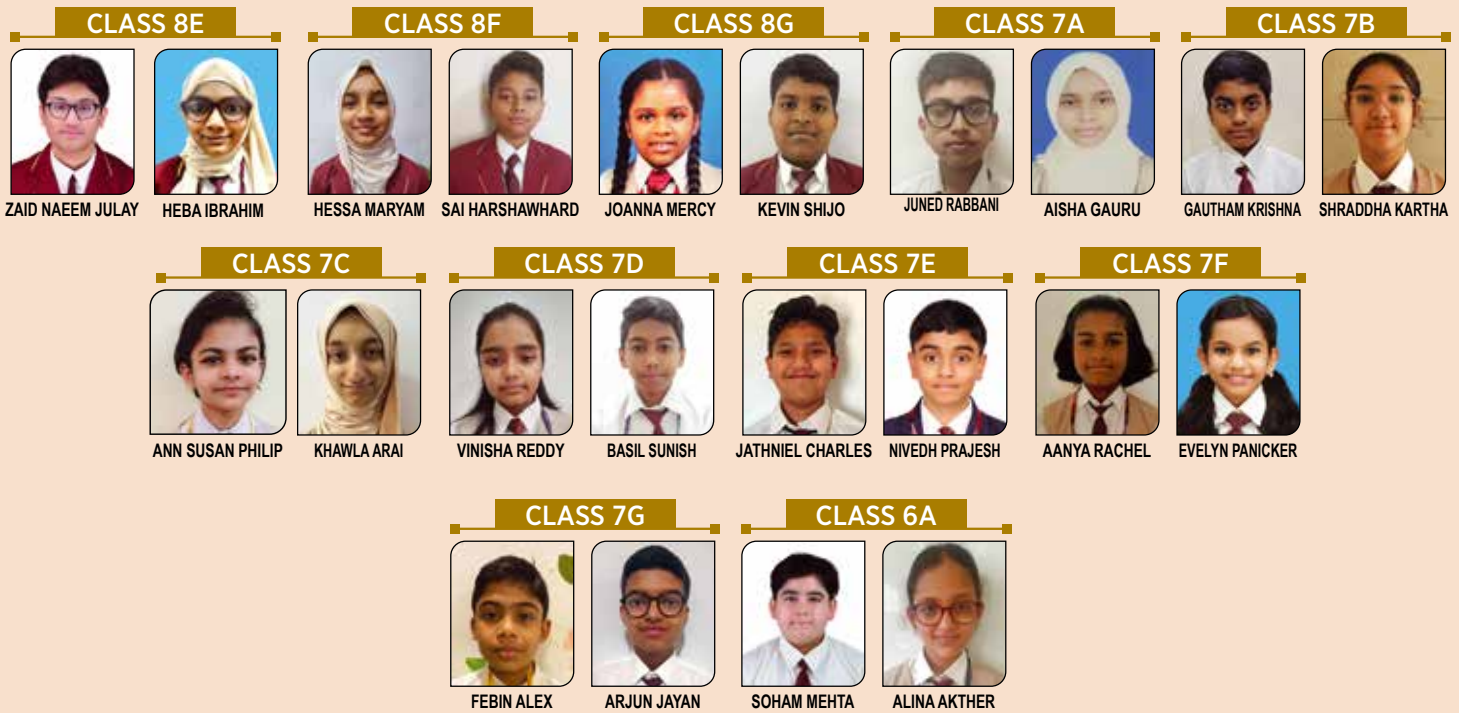 CLASS 8E CLASS 8F CLASS 8G CLASS 7A CLASS 7B
ZAID NAEEM JULAY HEBA IBRAHIM HESSA MARYAM SAI HARSHAWHARD JOANNA MERCY KEVIN SHIJO JUNED RABBANI AISHA GAURU GAUTHAM KRISHNA SHRADDHA KARTHA
CLASS 7C CLASS 7D CLASS 7E CLASS 7F
ANN SUSAN PHILIP KHAWLA ARAI VINISHA REDDY BASIL SUNISH JATHNIEL CHARLES NIVEDH PRAJESH AANYA RACHEL EVELYN PANICKER
CLASS 7G CLASS 6A
FEBIN ALEX ARJUN JAYAN SOHAM MEHTA ALINA AKTHER